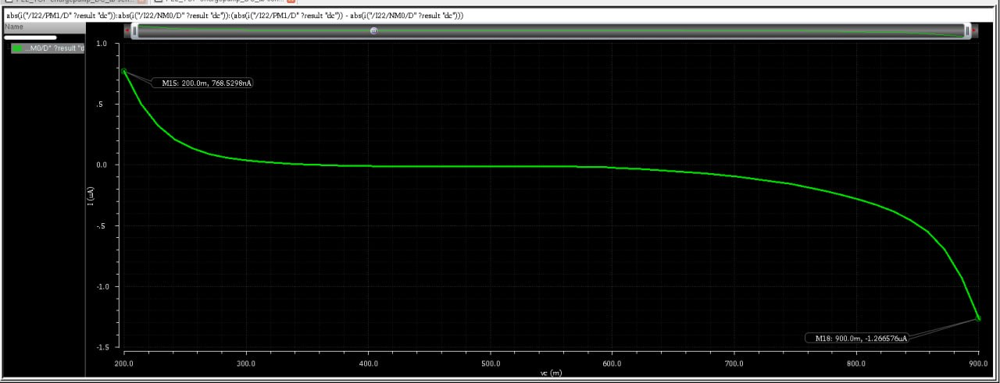 abs(i("/I22/PM1/D" ?result "dc")):abs(i("/I22/NM0/D" ?result "dc")):(abs(i("/I22/PM1/D" ?result "dc")) - abs(i("/I22/NM0/D" ?result "dc")))
Name
...M0/D" ?result "d
1.0
M15: 200.0m, 768.5298nA
.5
0.0
I (uA)
-.5
-1.0
M18: 900.0m, -1.266576uA
-1.5
200.0 300.0 400.0 500.0 600.0 700.0 800.0 900.0
vc (m)